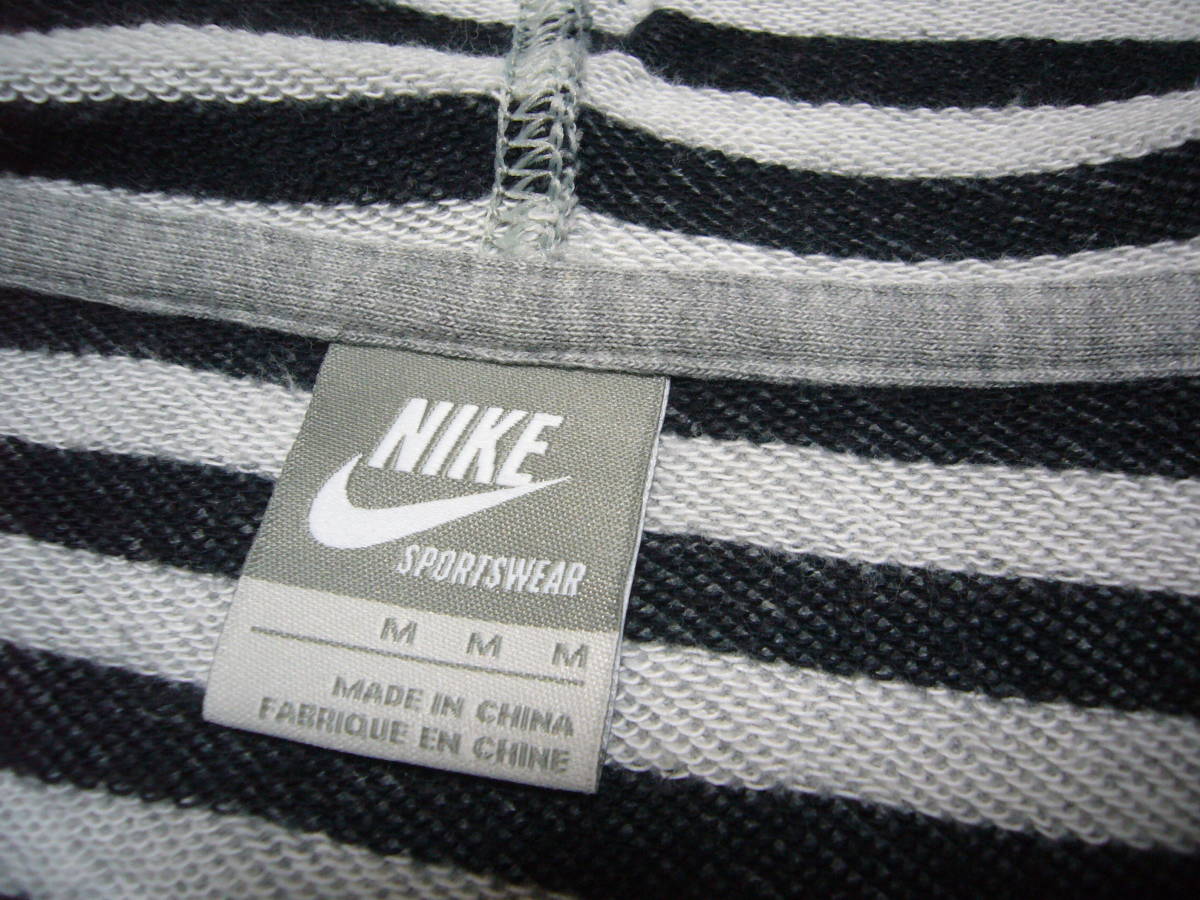 NIKE
SPORTSWEAR
M M M
MADE IN CHINA
FABRIQUE EN CHINE